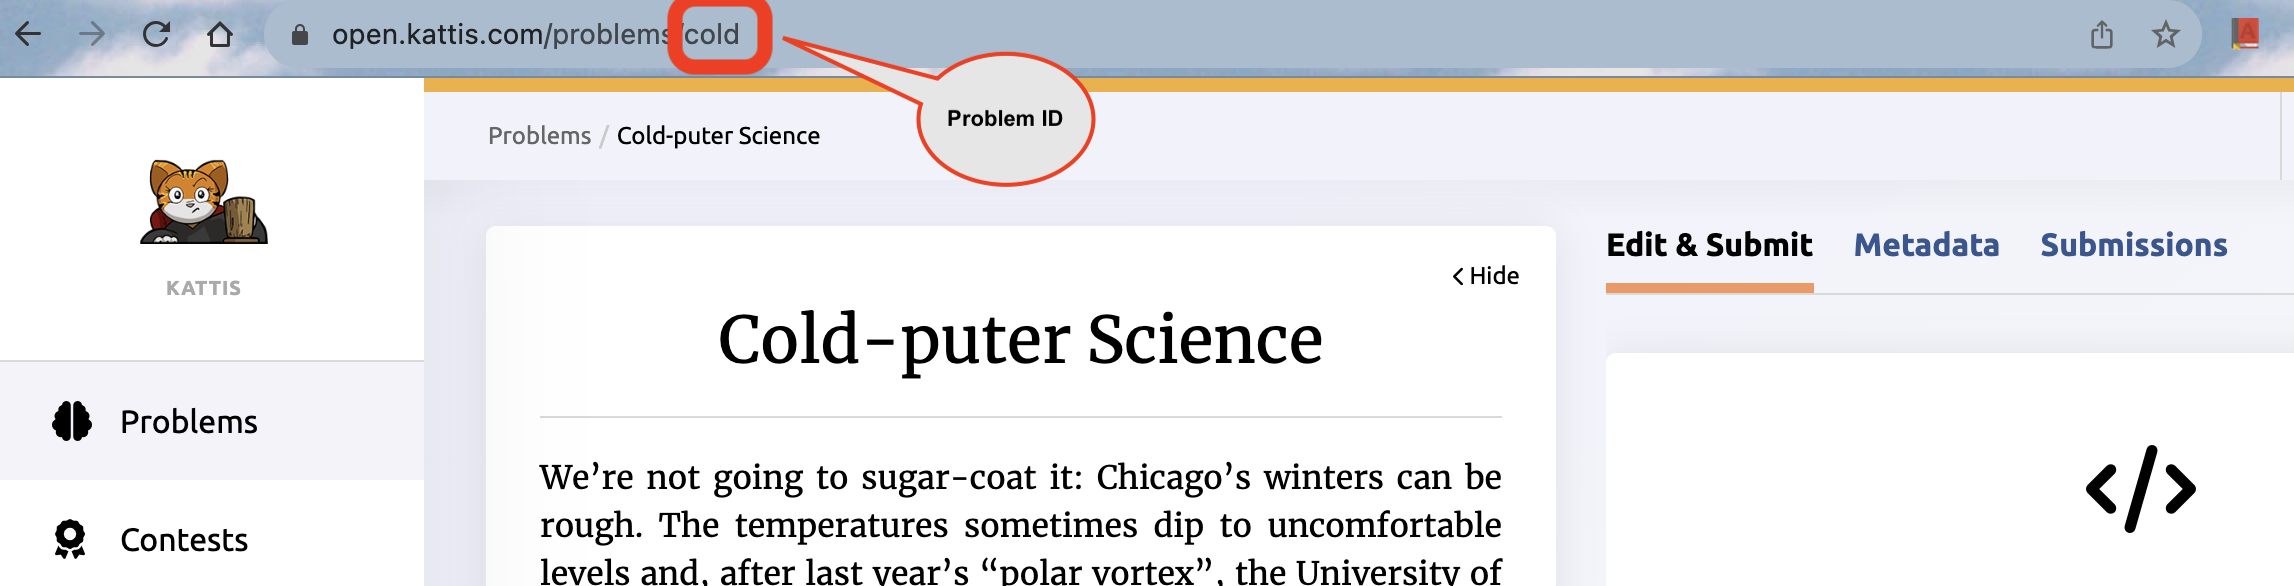 open.kattis.com/problems/cold
Problem ID
Problems / Cold-puter Science
KATTIS
Problems
Contests
< Hide
Cold-puter Science
We’re not going to sugar-coat it: Chicago’s winters can be
rough. The temperatures sometimes dip to uncomfortable
levels and, after last year’s “polar vortex”, the University of
Edit & Submit Metadata Submissions
</>